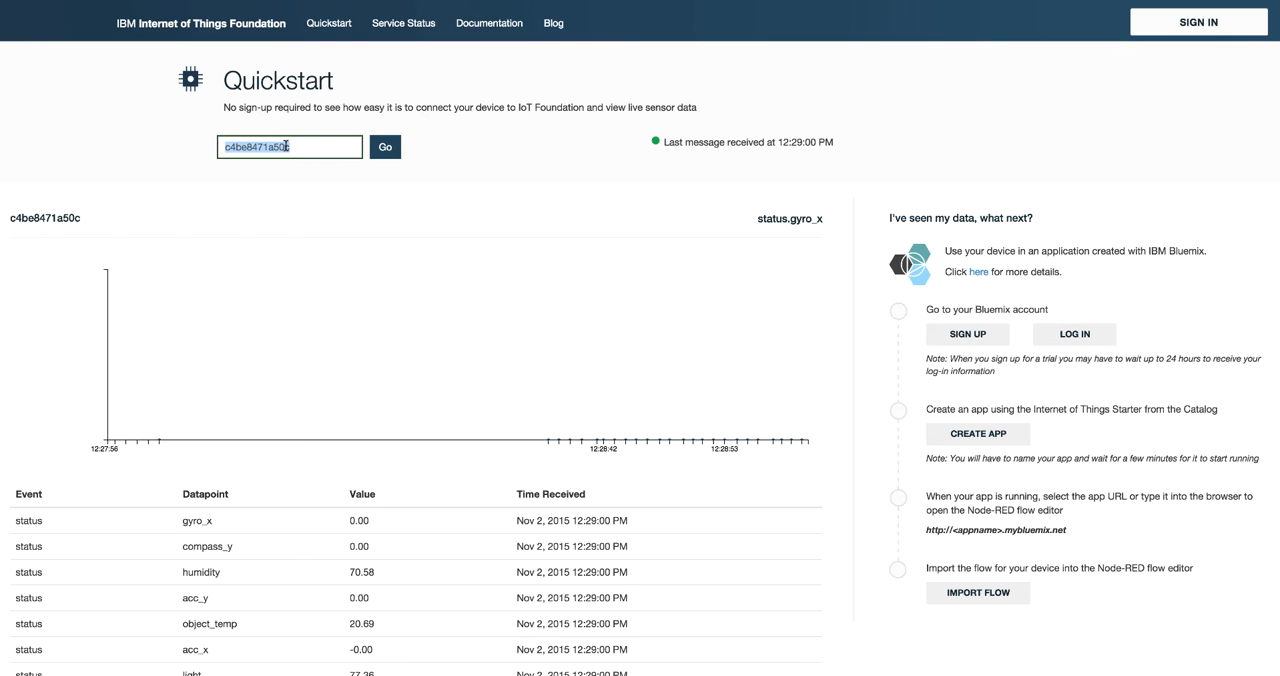 IBM Internet of Things Foundation Quickstart Service Status Documentation Blog SIGN IN
Quickstart
No sign-up required to see how easy it is to connect your device to IoT Foundation and view live sensor data
c4be8471a50c Go
Last message received at 12:29:00 PM
c4be8471a50c status.gyro_x
12:27:56 12:28:42 12:28:53
Event Datapoint Value Time Received
status gyro_x 0.00 Nov 2, 2015 12:29:00 PM
status compass_y 0.00 Nov 2, 2015 12:29:00 PM
status humidity 70.58 Nov 2, 2015 12:29:00 PM
status acc_y 0.00 Nov 2, 2015 12:29:00 PM
status object_temp 20.69 Nov 2, 2015 12:29:00 PM
status acc_x -0.00 Nov 2, 2015 12:29:00 PM
status light 77.36 Nov 2, 2015 12:29:00 PM
I've seen my data, what next?
Use your device in an application created with IBM Bluemix.
Click here for more details.
Go to your Bluemix account
SIGN UP LOG IN
Note: When you sign up for a trial you may have to wait up to 24 hours to receive your
log-in information
Create an app using the Internet of Things Starter from the Catalog
CREATE APP
Note: You will have to name your app and wait for a few minutes for it to start running
When your app is running, select the app URL or type it into the browser to
open the Node-RED flow editor
http://<appname>.mybluemix.net
Import the flow for your device into the Node-RED flow editor
IMPORT FLOW